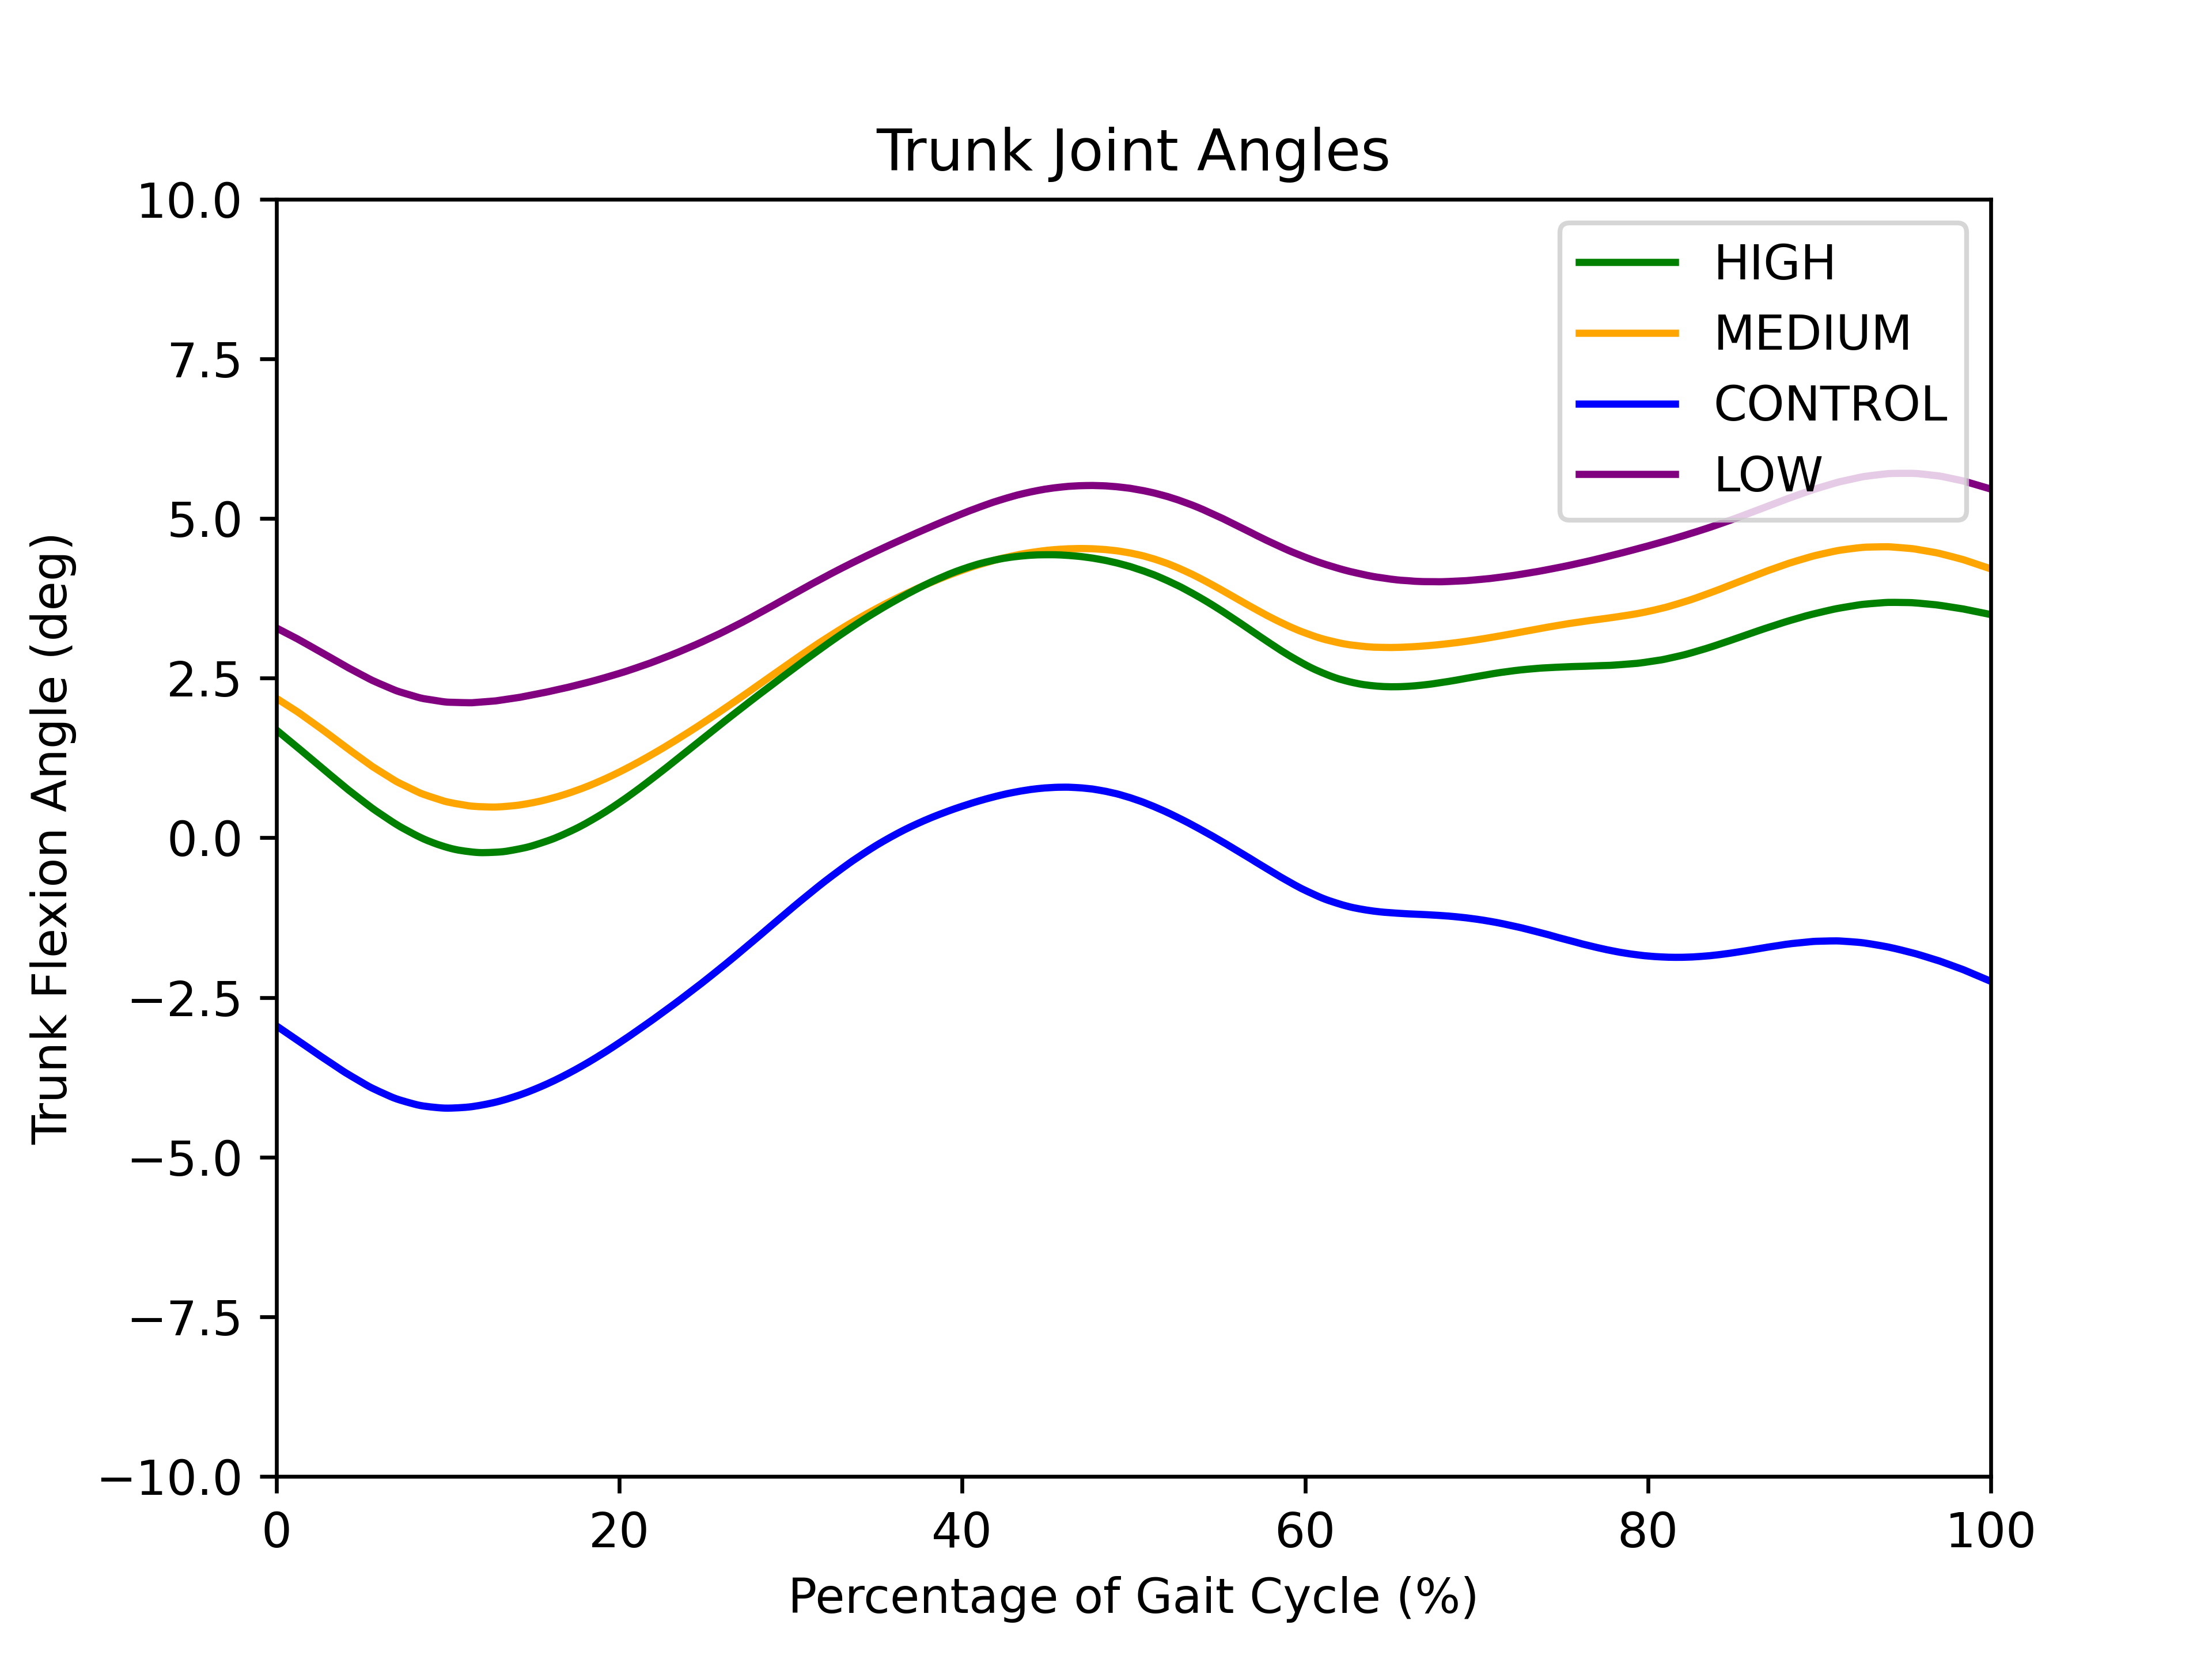 Trunk Joint Angles
10.0
7.5
5.0
2.5
0.0
−2.5
−5.0
−7.5
−10.0
Trunk Flexion Angle (deg)
HIGH
MEDIUM
CONTROL
LOW
0 20 40 60 80 100
Percentage of Gait Cycle (%)